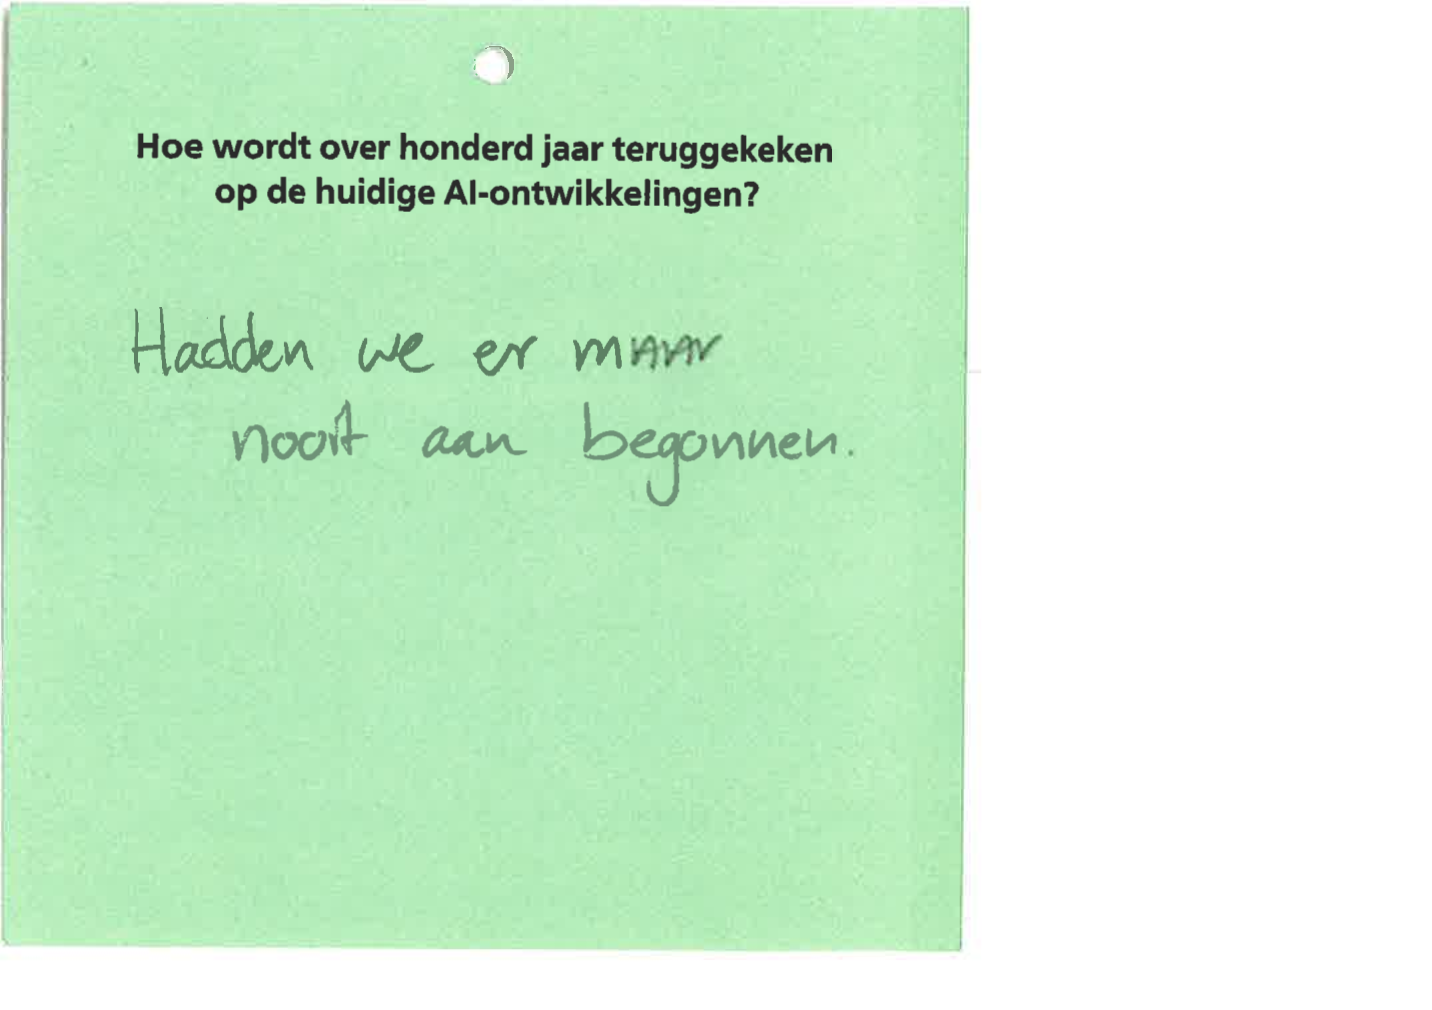 Hoe wordt over honderd jaar teruggekeken
op de huidige AI-ontwikkelingen?
Hadden we er maar
nooit aan begonnen.